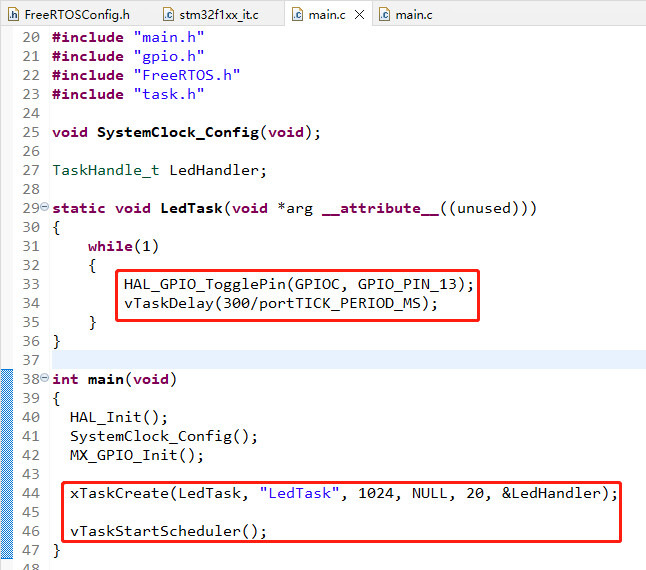 FreeRTOSConfig.h stm32f1xx_it.c main.c main.c
20 #include "main.h"
21 #include "gpio.h"
22 #include "FreeRTOS.h"
23 #include "task.h"
24
25 void SystemClock_Config(void);
26
27 TaskHandle_t LedHandler;
28
29 static void LedTask(void *arg __attribute__((unused)))
30 {
31     while(1)
32     {
33         HAL_GPIO_TogglePin(GPIOC, GPIO_PIN_13);
34         vTaskDelay(300/portTICK_PERIOD_MS);
35     }
36 }
37
38 int main(void)
39 {
40   HAL_Init();
41   SystemClock_Config();
42   MX_GPIO_Init();
43
44   xTaskCreate(LedTask, "LedTask", 1024, NULL, 20, &LedHandler);
45
46   vTaskStartScheduler();
47 }
48